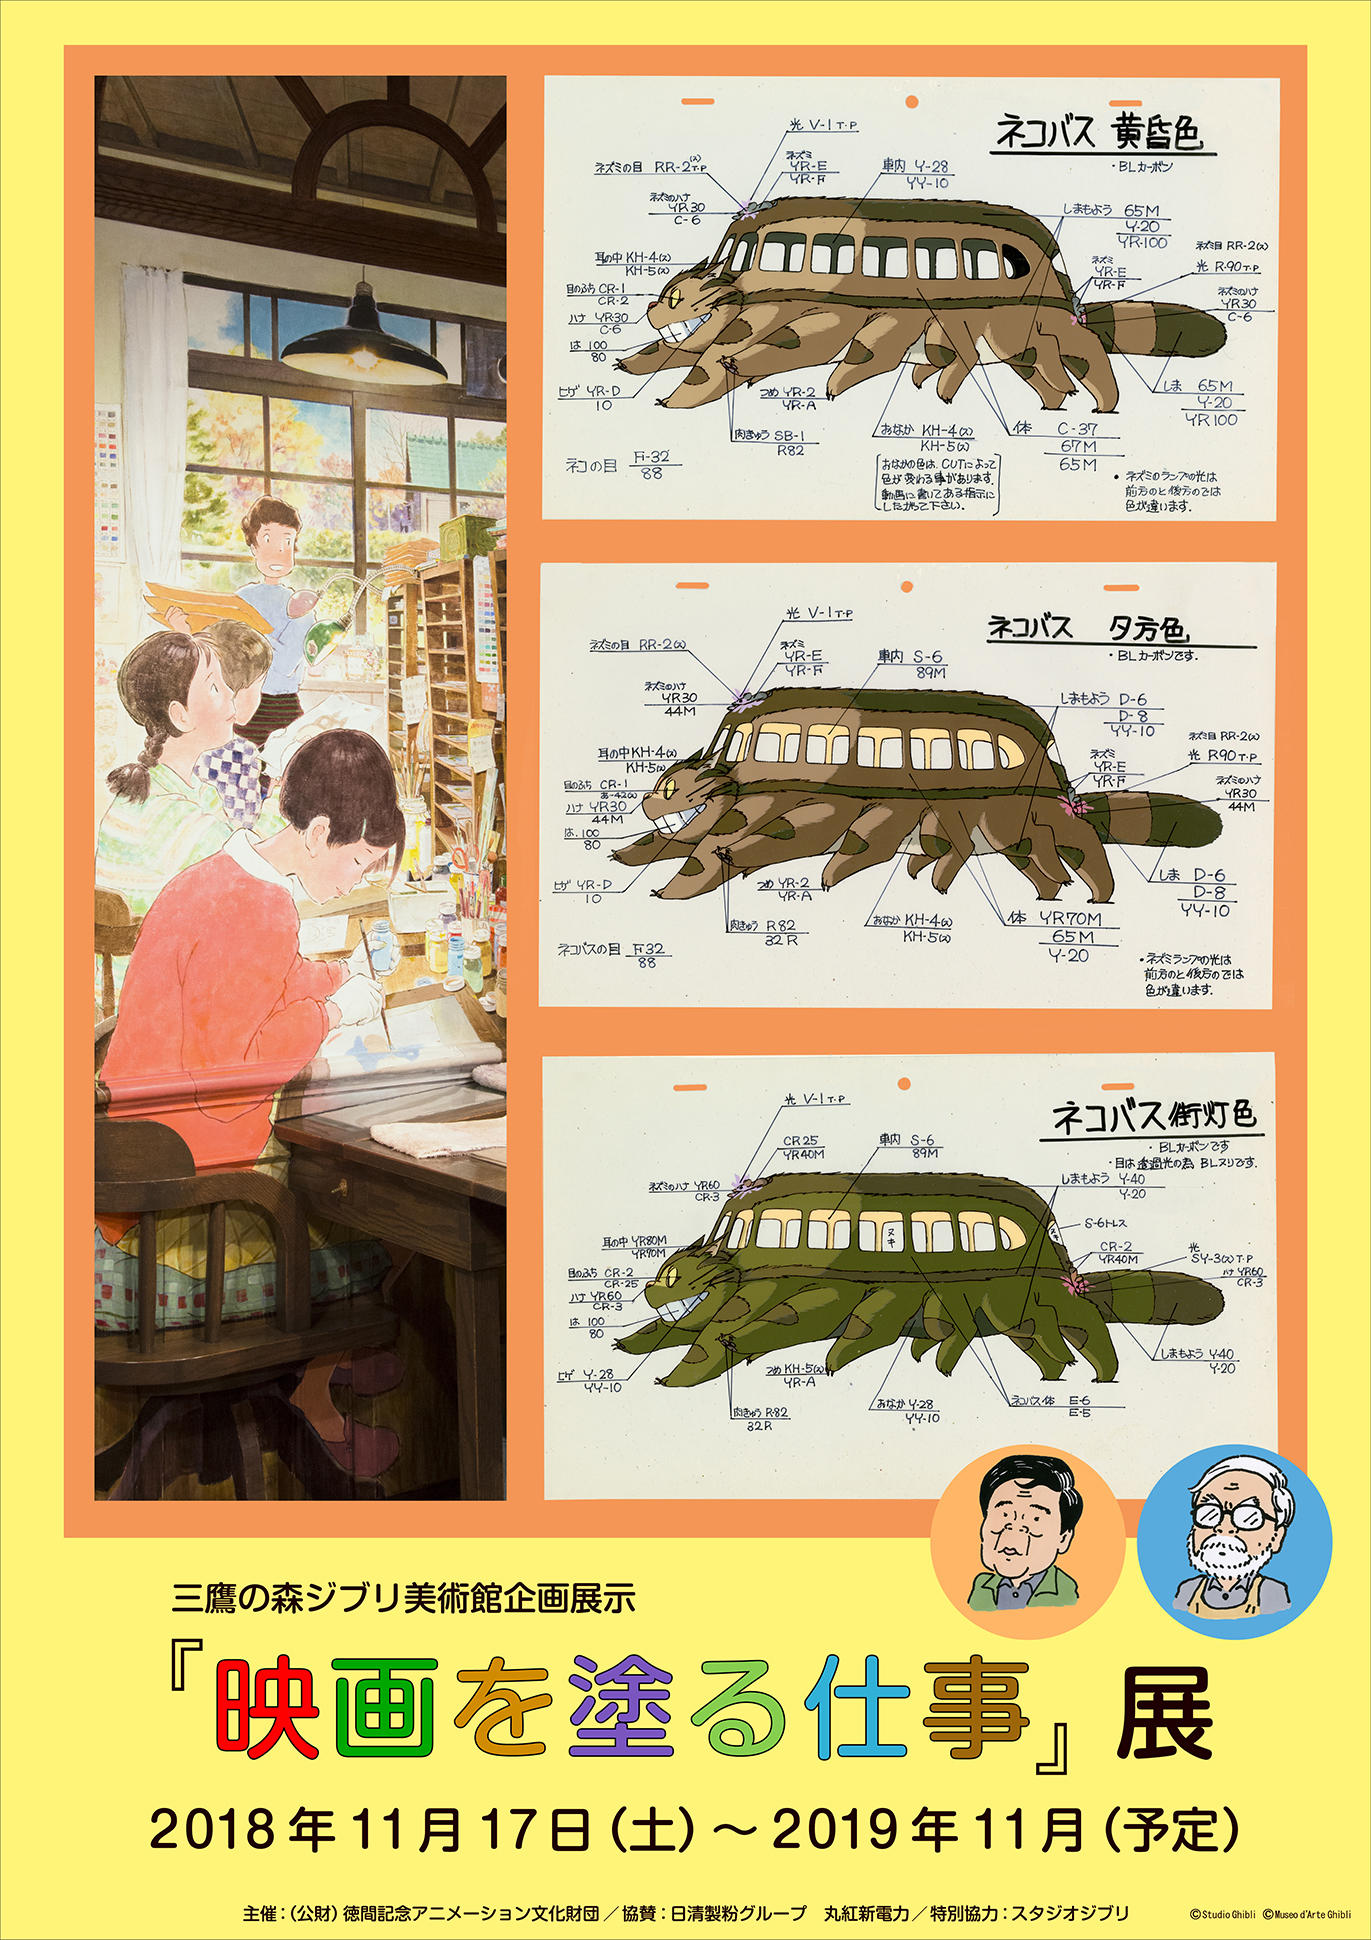 ネコバス 黄昏色
・BLカーボン
光 V-1 T.P
ネズミの目 RR-2(ス)T.P
ネズミ
YR-E
YR-F
車内 Y-28
YY-10
ネズミのハナ
YR30
C-6
しまもよう 65M
Y-20
YR-100
耳の中 KH-4(ス)
KH-5(ス)
ネズミ目 RR-2(ス)
光 R-90 T.P
ネズミ
YR-E
YR-F
目のふち CR-1
CR-2
ネズミのハナ
YR30
C-6
ハナ YR30
C-6
は 100
80
ヒゲ YR-D
10
つめ YR-2
YR-A
しま 65M
Y-20
YR100
肉きゅう SB-1
R82
おなか KH-4(ス)
KH-5(ス)
体 C-37
67M
65M
ネコの目 F-32
88
おなかの色は、CUTによって
色が変わる事があります。
動画に書いてある指示に
したがって下さい。
・ネズミのランプの光は
前方のと後方のでは
色が違います。
ネコバス 夕方色
・BLカーボンです.
光 V-1 T.P
ネズミの目 RR-2(ス)
ネズミ
YR-E
YR-F
車内 S-6
89M
ネズミのハナ
YR30
44M
しまもよう D-6
D-8
YY-10
耳の中 KH-4(ス)
KH-5(ス)
ネズミ目 RR-2(ス)
光 R90 T.P
ネズミ
YR-E
YR-F
目のふち CR-1
あ-42(ス)
ネズミのハナ
YR30
44M
ハナ YR30
44M
は.100
80
ヒゲ YR-D
10
つめ YR-2
YR-A
しま D-6
D-8
YY-10
肉きゅう R82
32R
おなか KH-4(ス)
KH-5(ス)
体 YR70M
65M
Y-20
ネコバスの目 F32
88
・ネズミランプの光は
前方のと後方のでは
色が違います.
ネコバス街灯色
・BLカーボンです
・目は透過光の為 BLヌリです.
光 V-1 T.P
CR25
YR40M
車内 S-6
89M
ネズミのハナ YR60
CR-3
しまもよう Y-40
Y-20
S-6トレス
ヌキ
ヌキ
耳の中 YR80M
YR70M
CR-2
YR40M
光
SY-3(ス)T.P
ハナ YR60
CR-3
目のふち CR-2
CR-25
ハナ YR60
CR-3
は 100
80
ヒゲ Y-28
YY-10
つめ KH-5(ス)
YR-A
しまもよう Y-40
Y-20
肉きゅう R-82
32R
おなか Y-28
YY-10
ネコバス体 E-6
E-5
三鷹の森ジブリ美術館企画展示
『映画を塗る仕事』展
2018年11月17日（土）～2019年11月（予定）
主催：（公財）徳間記念アニメーション文化財団／協賛：日清製粉グループ 丸紅新電力／特別協力：スタジオジブリ
©Studio Ghibli ©Museo d'Arte Ghibli